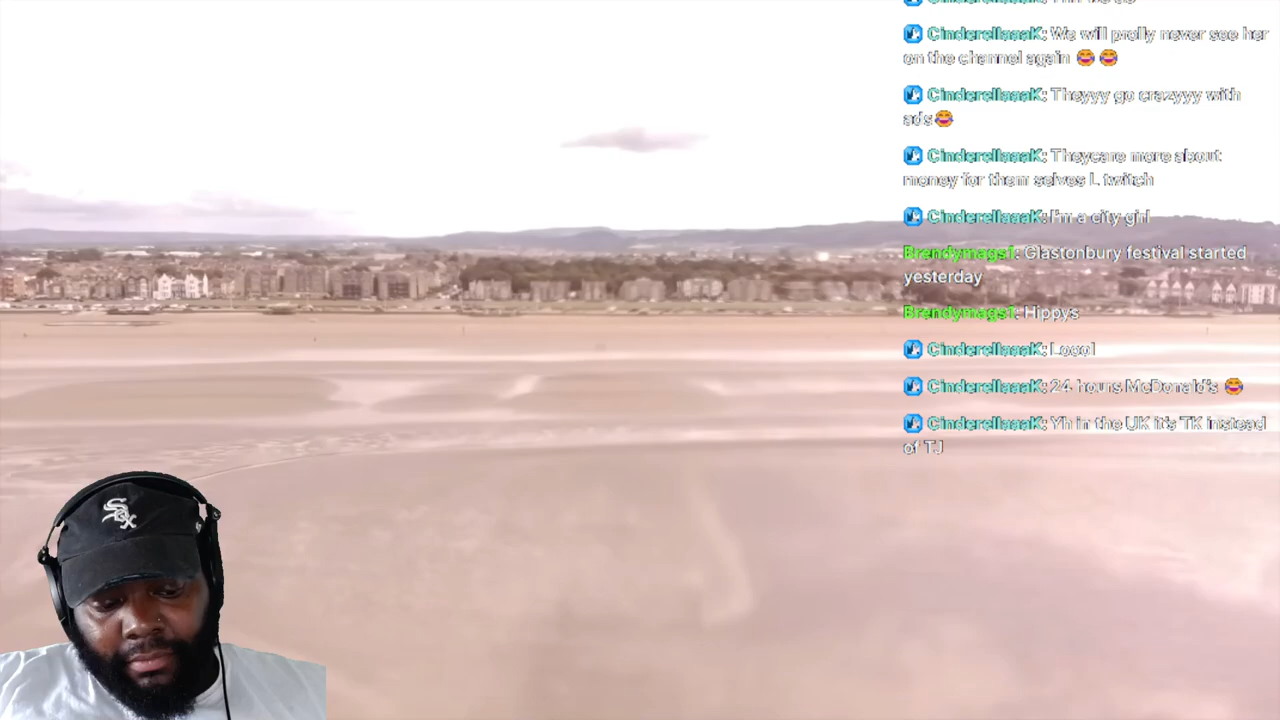 CinderellaaaK: We will prolly never see her
on the channel again 😂 😂
CinderellaaaK: Theyyy go crazyyy with
ads😂
CinderellaaaK: Theycare more about
money for them selves L twitch
CinderellaaaK: I'm a city girl
Brendymags1: Glastonbury festival started
yesterday
Brendymags1: Hippys
CinderellaaaK: Loool
CinderellaaaK: 24 hours McDonald's 😂
CinderellaaaK: Yh in the UK it's TK instead
of TJ
Sox